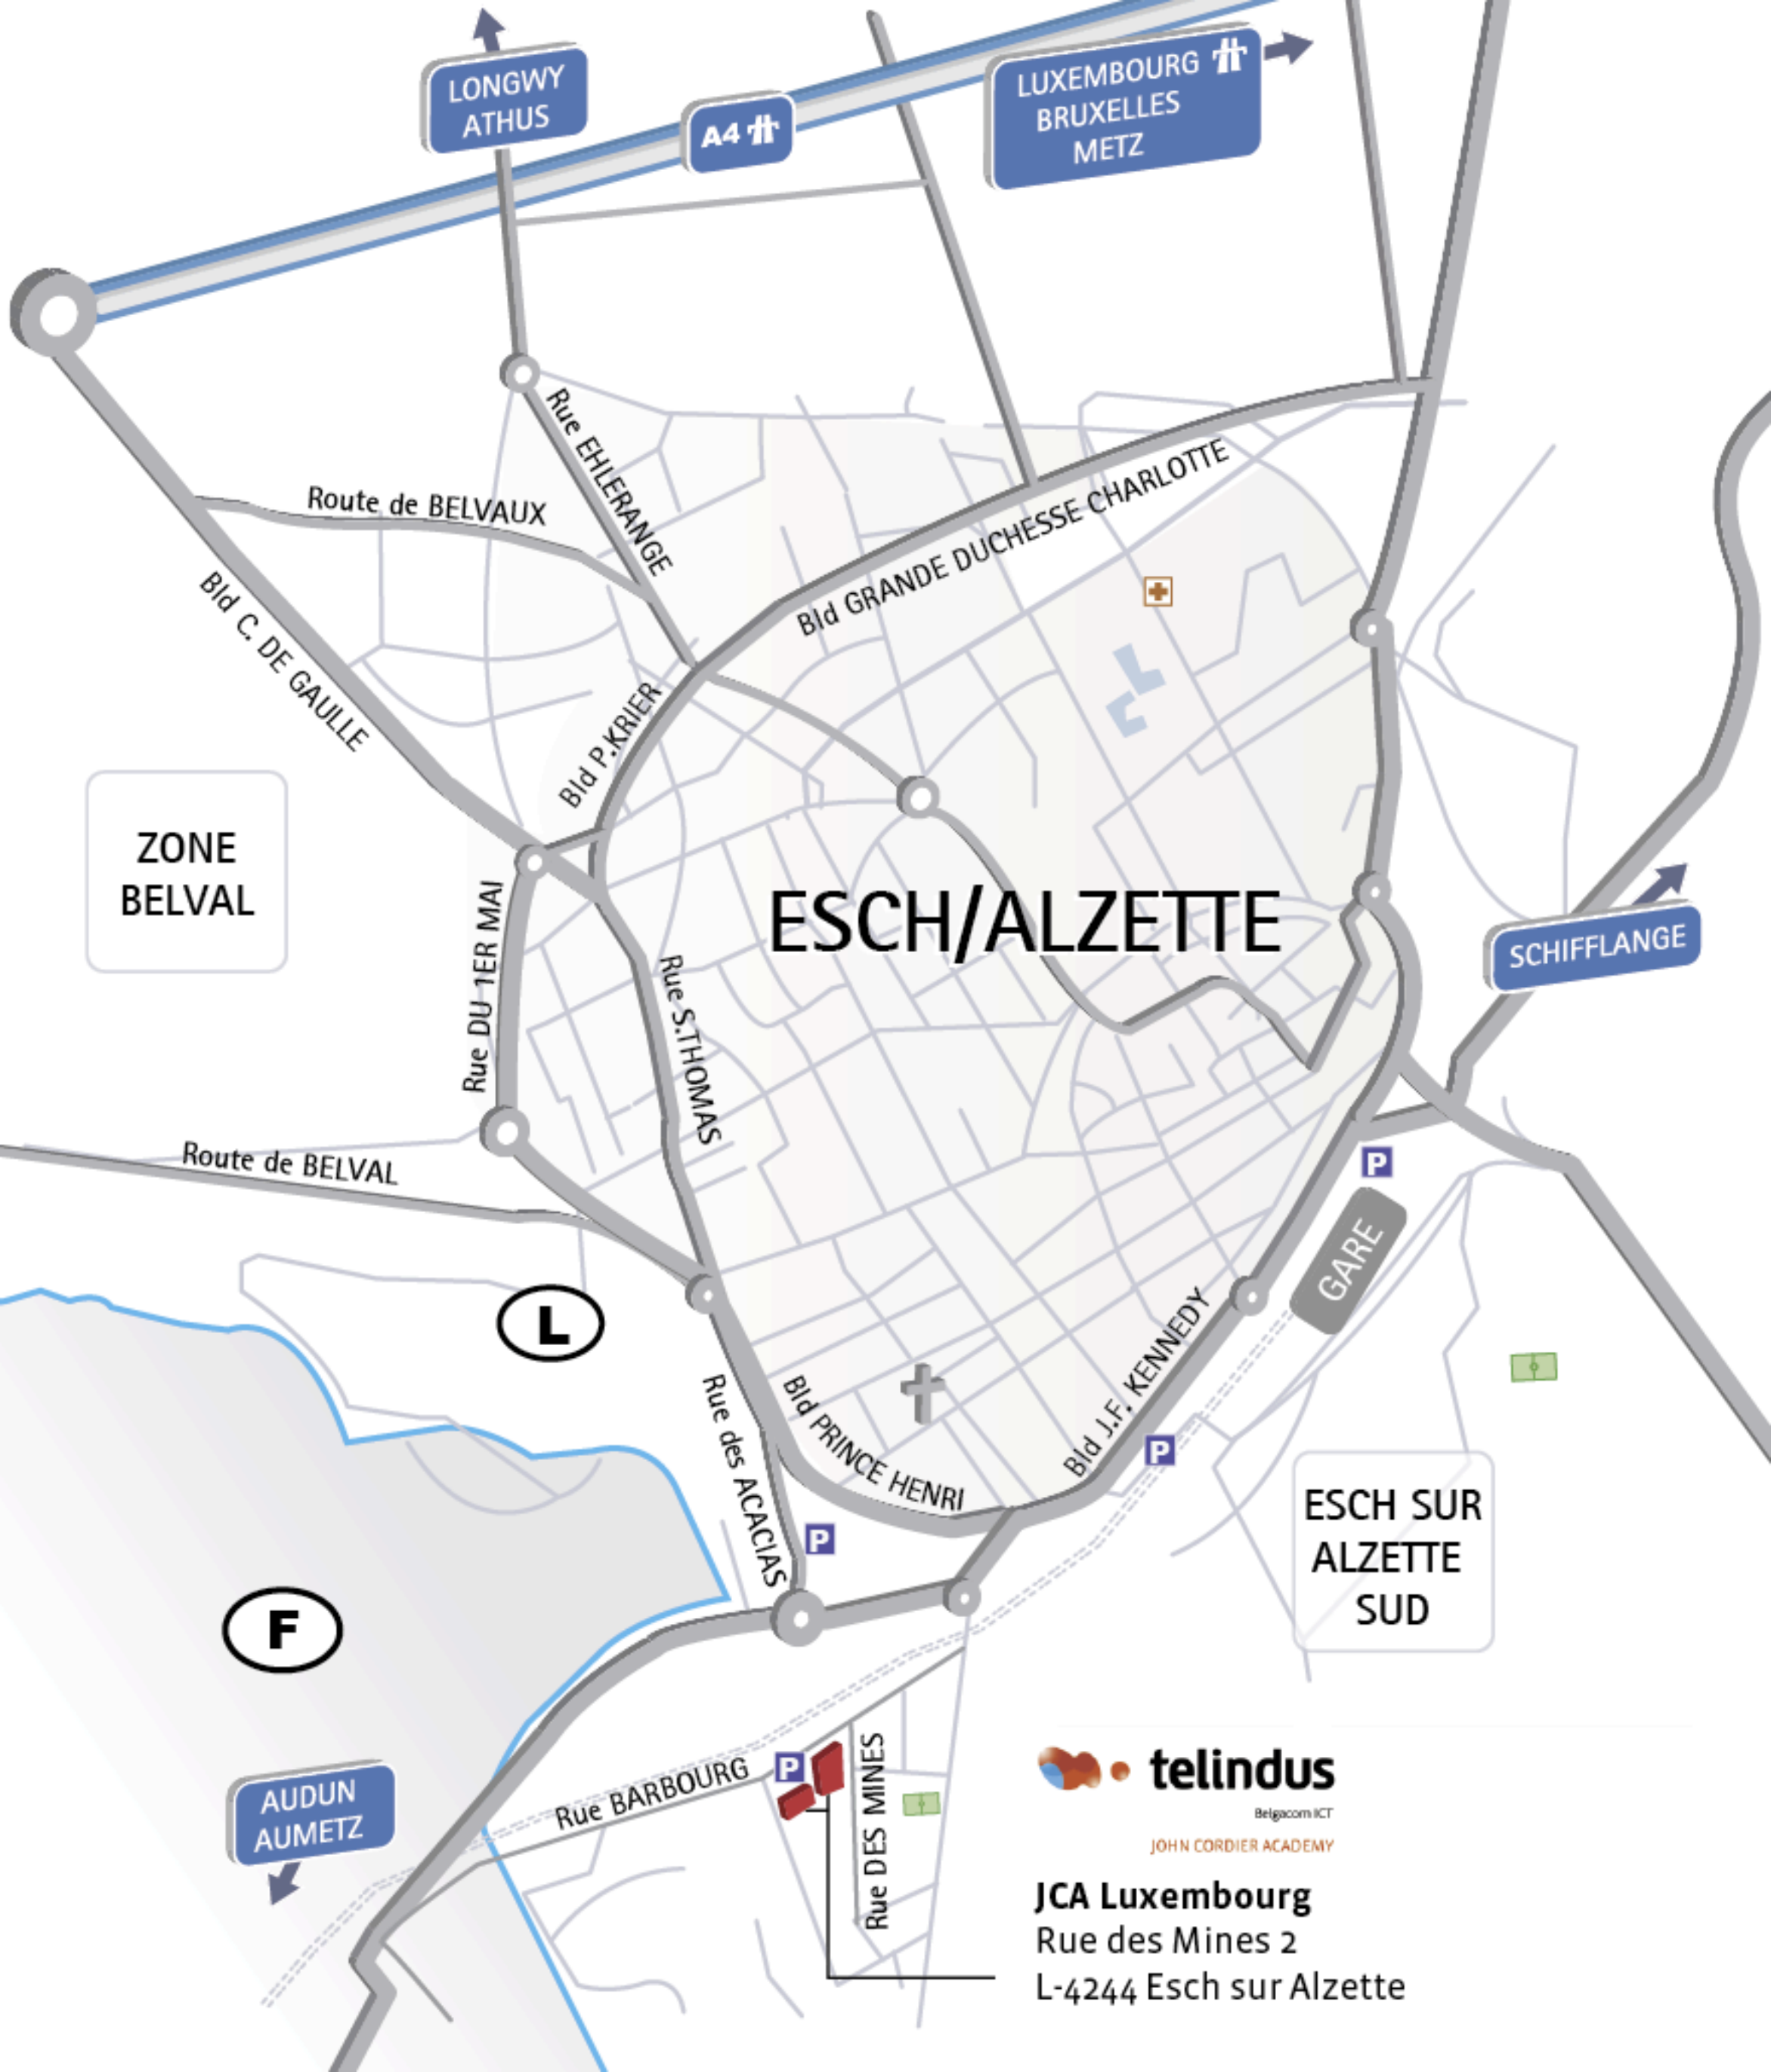 LONGWY
ATHUS
A4
LUXEMBOURG
BRUXELLES
METZ
Rue EHLERANGE
Route de BELVAUX
Bld GRANDE DUCHESSE CHARLOTTE
Bld C. DE GAULLE
Bld P.KRIER
ZONE
BELVAL
ESCH/ALZETTE
Rue DU 1ER MAI
Rue S.THOMAS
SCHIFFLANGE
Route de BELVAL
P
GARE
L
Rue des ACACIAS
Bld PRINCE HENRI
Bld J.F. KENNEDY
P
P
ESCH SUR
ALZETTE
SUD
F
AUDUN
AUMETZ
Rue BARBOURG
P
Rue DES MINES
telindus
Belgacom ICT
JOHN CORDIER ACADEMY
JCA Luxembourg
Rue des Mines 2
L-4244 Esch sur Alzette